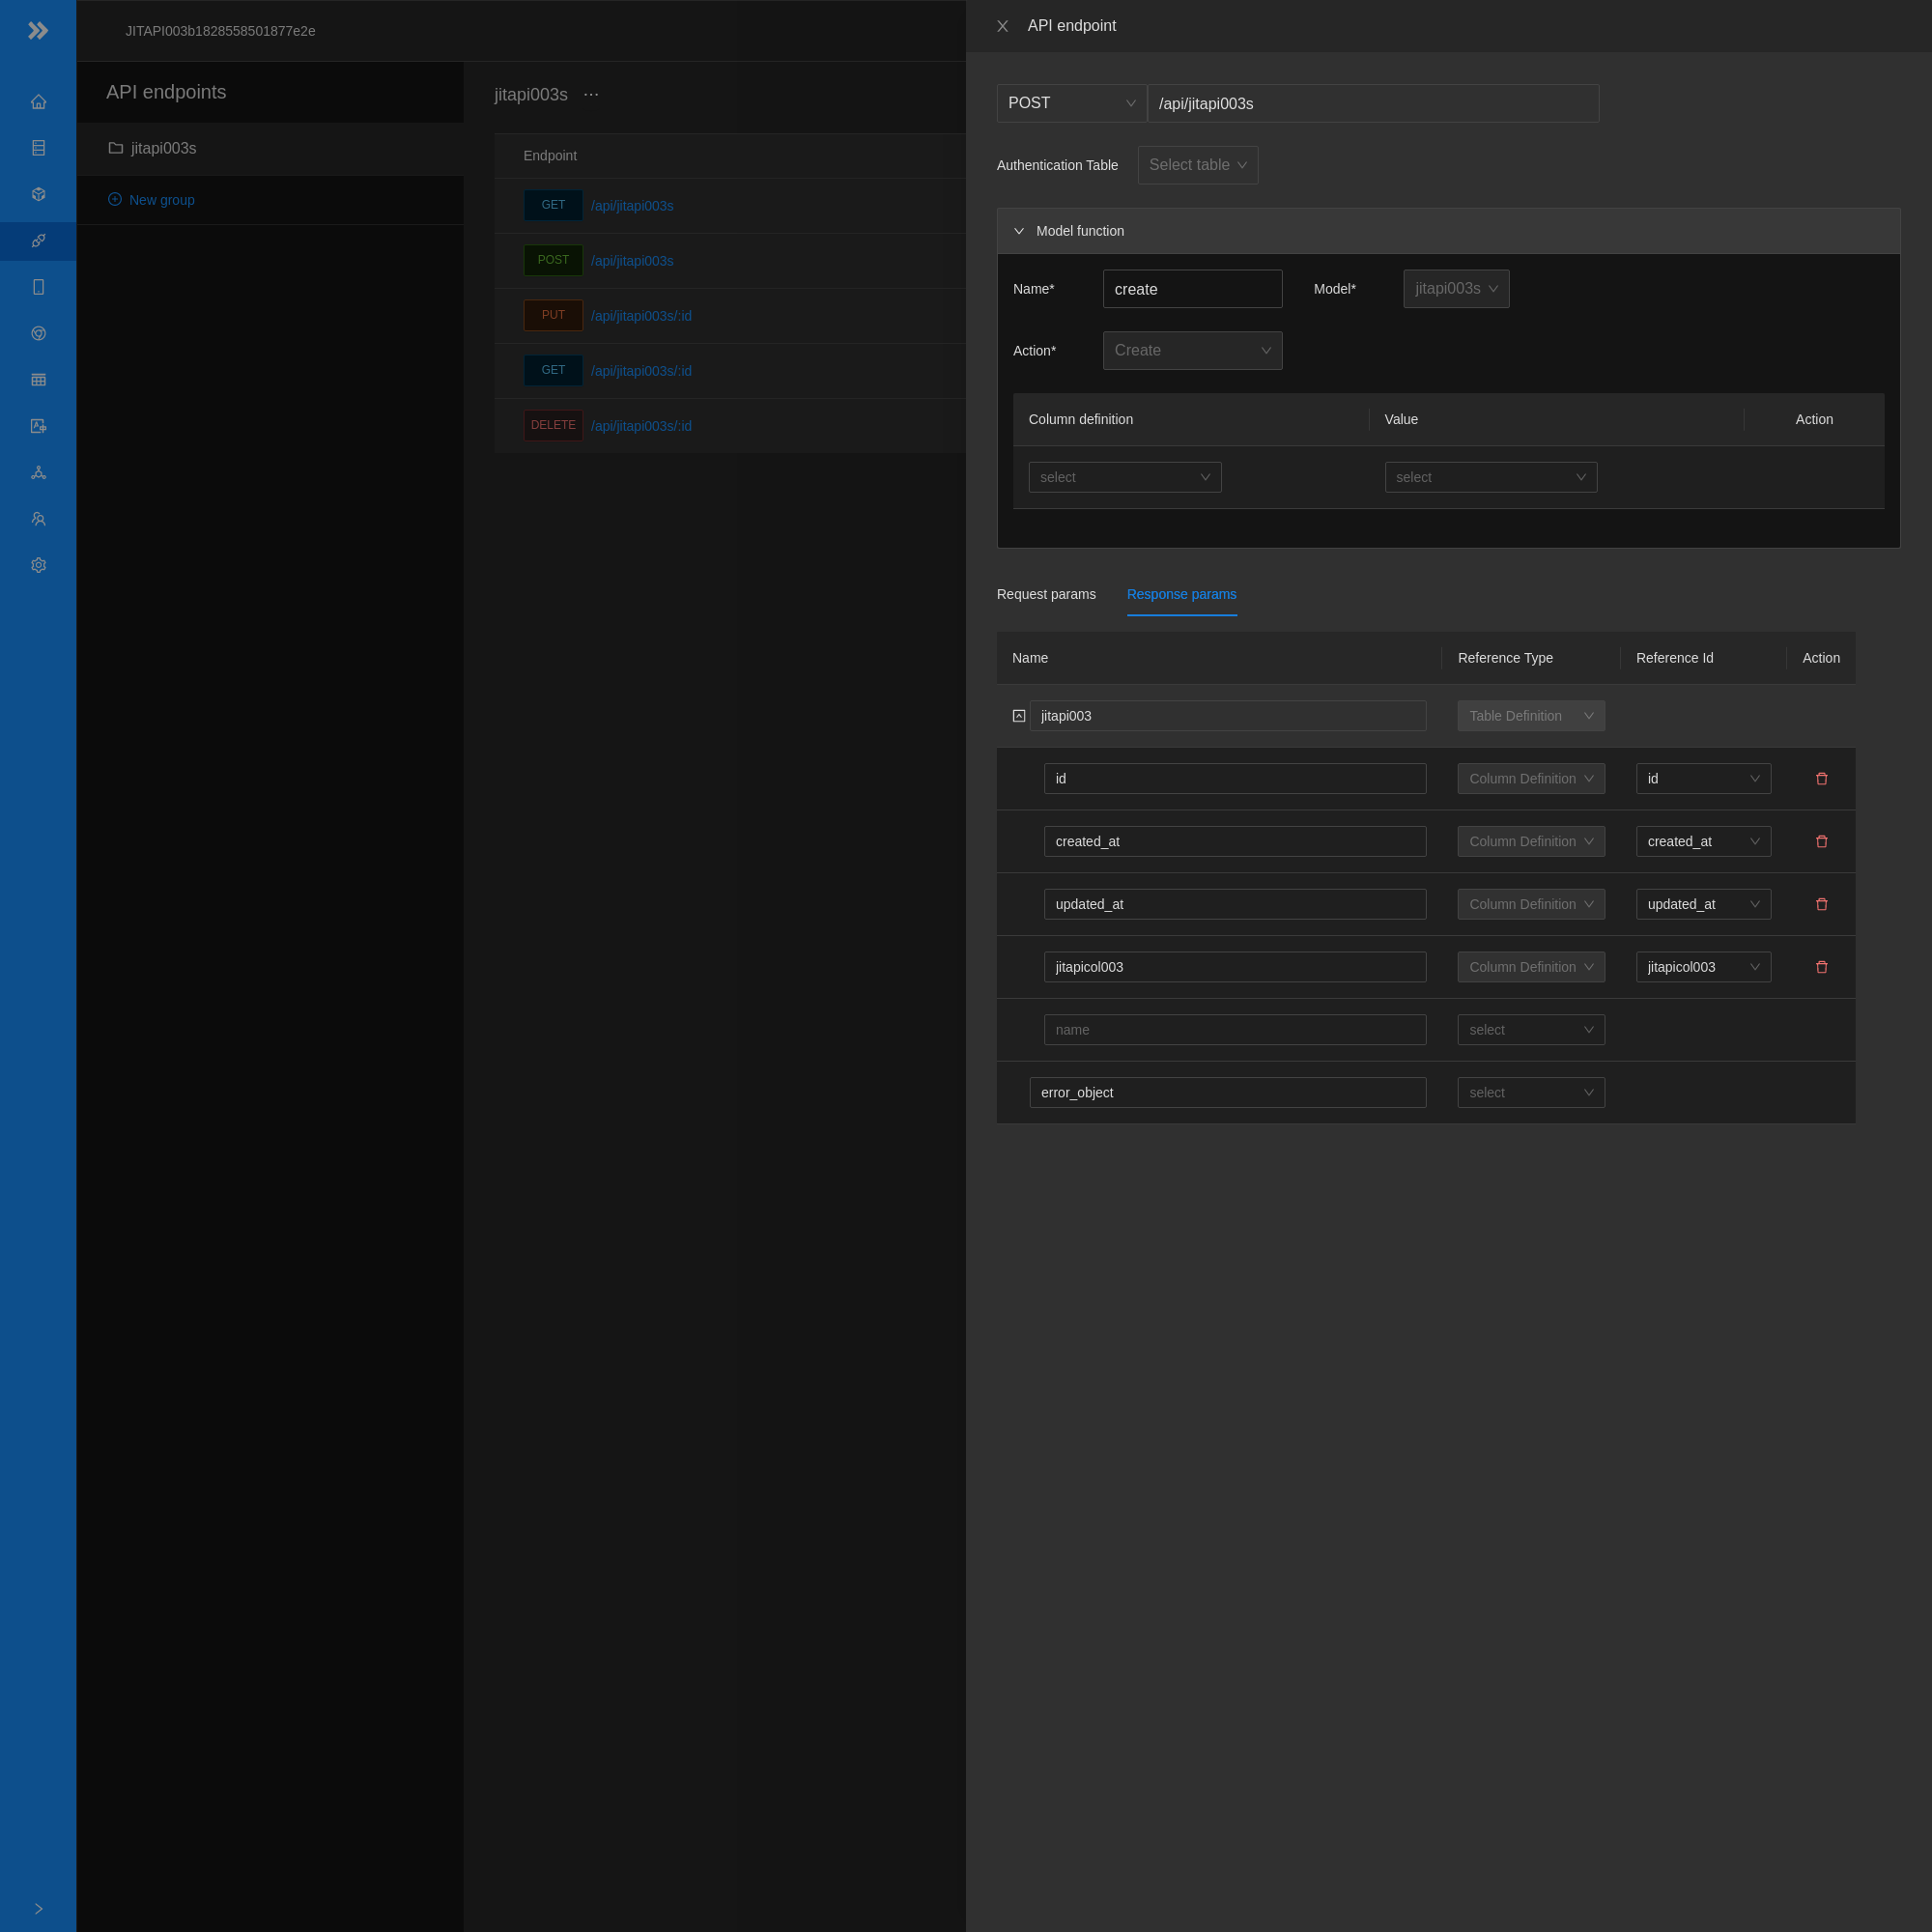 JITAPI003b1828558501877e2e
API endpoints
jitapi003s
New group
jitapi003s ...
Endpoint
GET /api/jitapi003s
POST /api/jitapi003s
PUT /api/jitapi003s/:id
GET /api/jitapi003s/:id
DELETE /api/jitapi003s/:id
API endpoint
POST /api/jitapi003s
Authentication Table Select table
Model function
Name* create Model* jitapi003s
Action* Create
Column definition Value Action
select select
Request params Response params
Name Reference Type Reference Id Action
jitapi003 Table Definition
id Column Definition id
created_at Column Definition created_at
updated_at Column Definition updated_at
jitapicol003 Column Definition jitapicol003
name select
error_object select